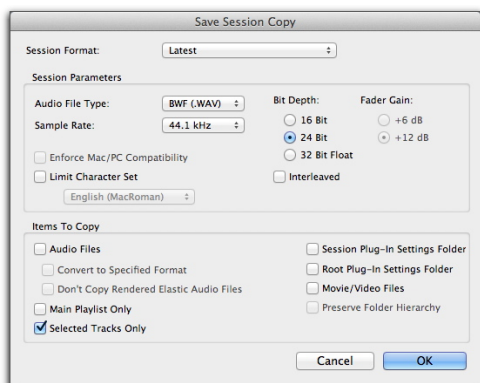 Save Session Copy
Session Format: Latest
Session Parameters
Audio File Type: BWF (.WAV) Bit Depth: Fader Gain:
Sample Rate: 44.1 kHz 16 Bit +6 dB
24 Bit +12 dB
Enforce Mac/PC Compatibility 32 Bit Float
Limit Character Set Interleaved
English (MacRoman)
Items To Copy
Audio Files Session Plug-In Settings Folder
Convert to Specified Format Root Plug-In Settings Folder
Don't Copy Rendered Elastic Audio Files Movie/Video Files
Main Playlist Only Preserve Folder Hierarchy
Selected Tracks Only
Cancel OK